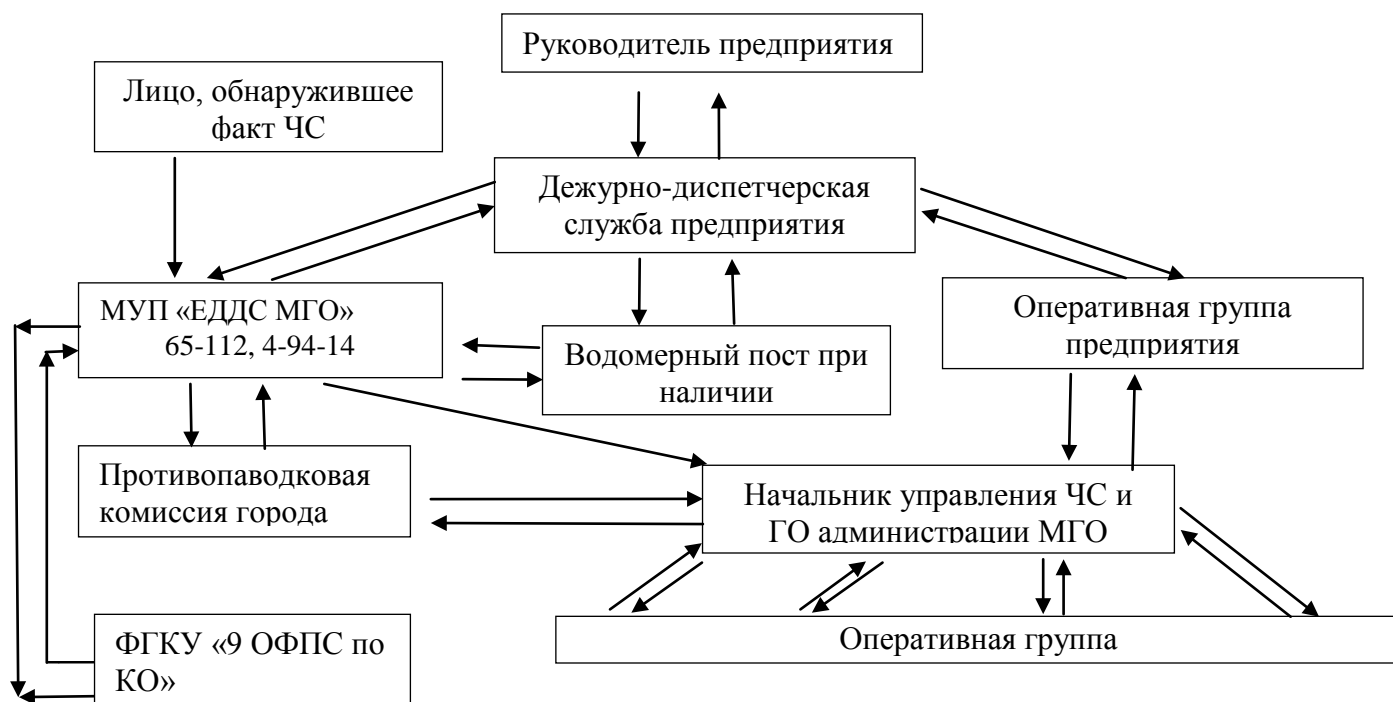 Руководитель предприятия
Лицо, обнаружившее
факт ЧС
Дежурно-диспетчерская
служба предприятия
МУП «ЕДДС МГО»
65-112, 4-94-14
Водомерный пост при
наличии
Оперативная группа
предприятия
Противопаводковая
комиссия города
Начальник управления ЧС и
ГО администрации МГО
ФГКУ «9 ОФПС по
КО»
Оперативная группа